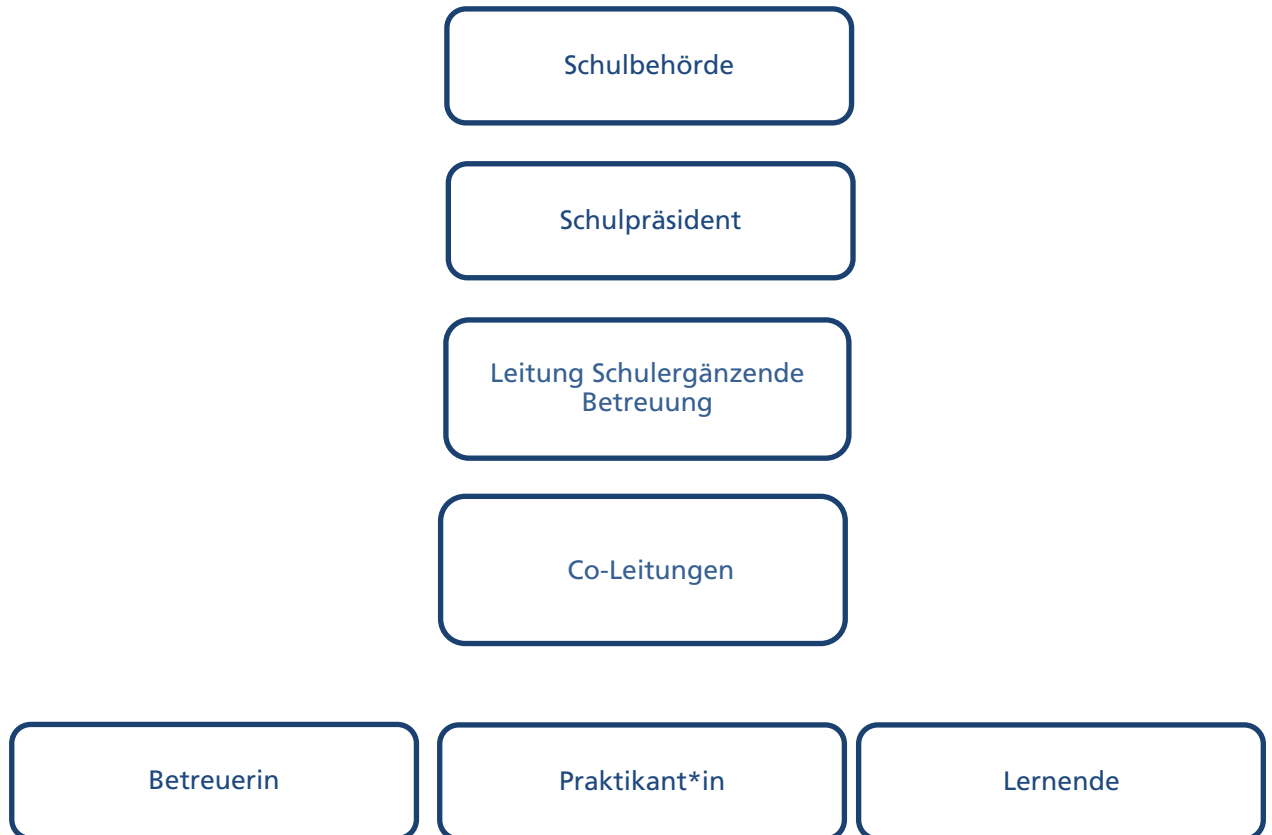 Schulbehörde
Schulpräsident
Leitung Schulergänzende
Betreuung
Co-Leitungen
Betreuerin
Praktikant*in
Lernende